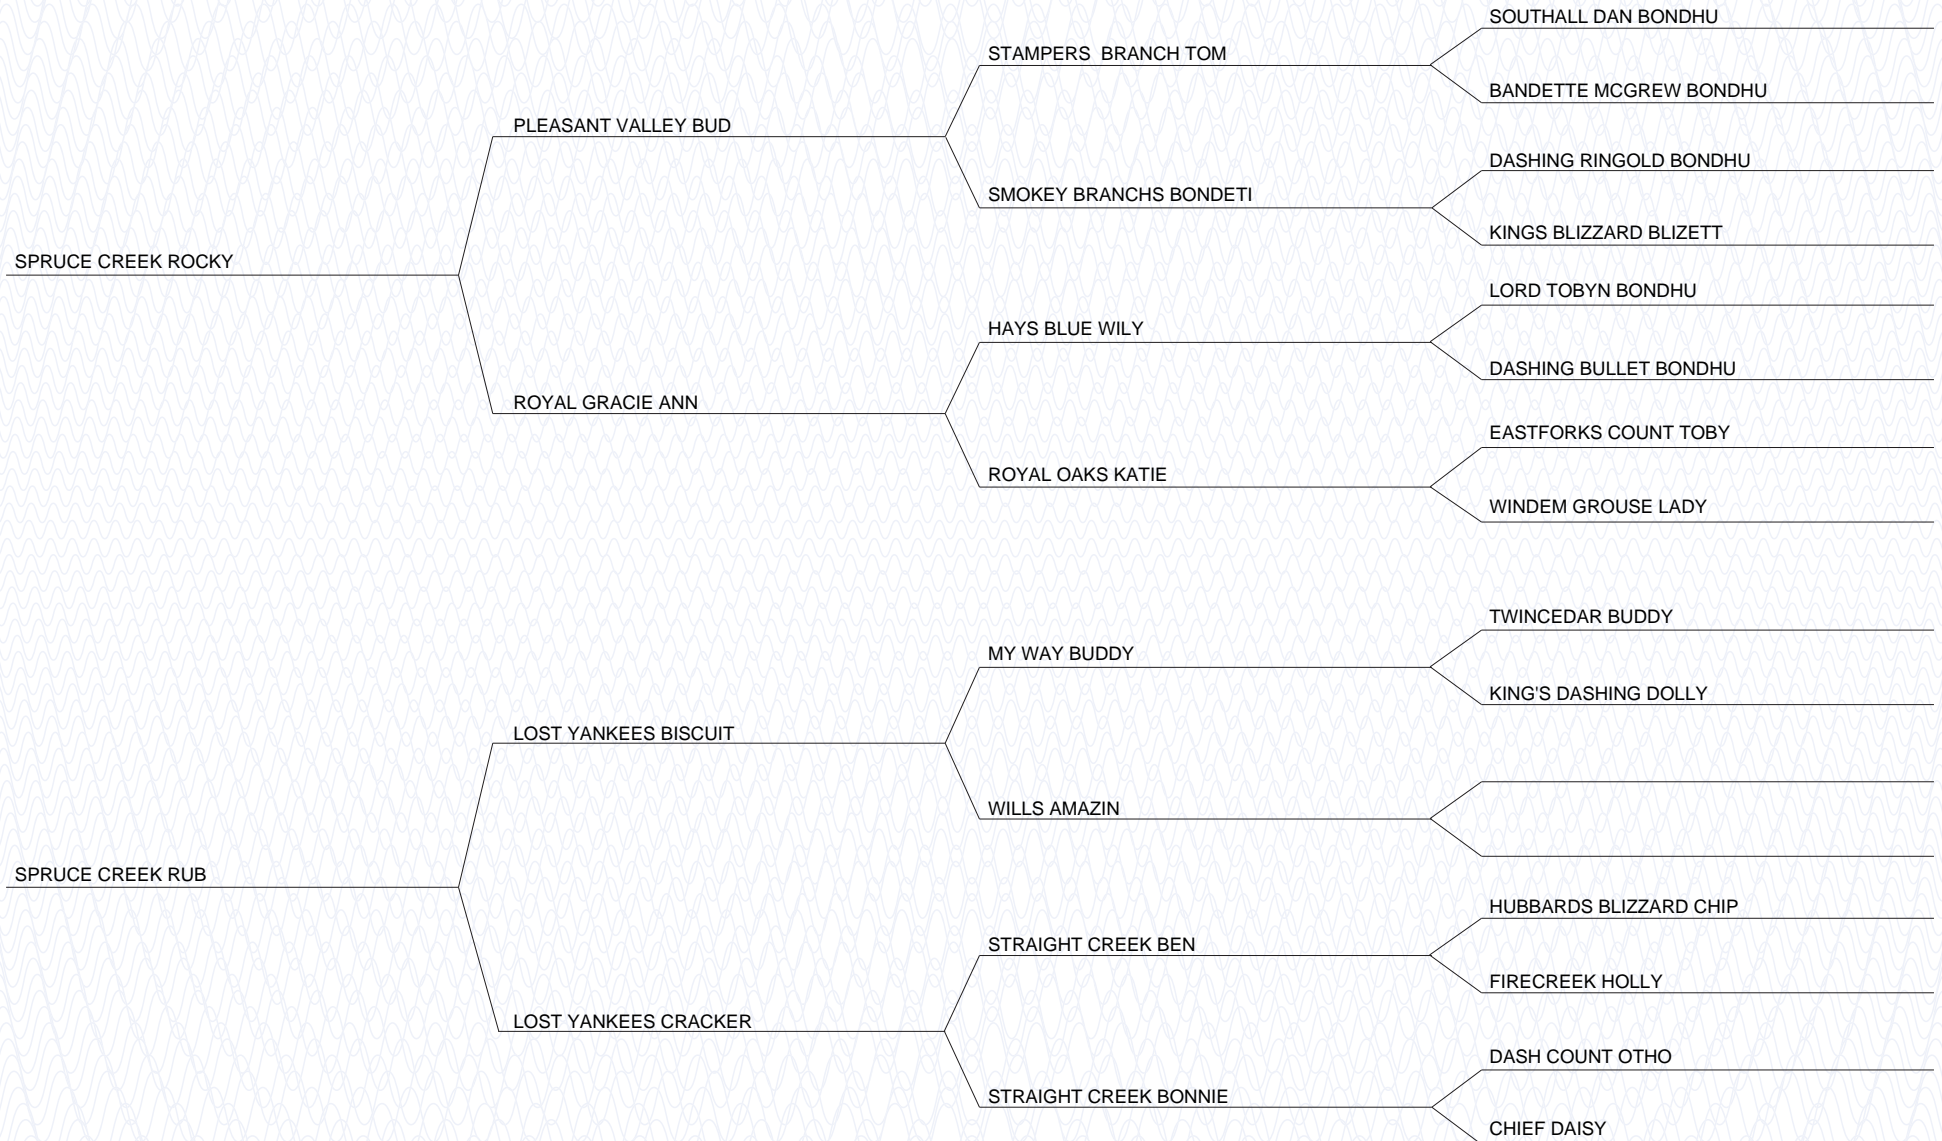 SOUTHALL DAN BONDHU
STAMPERS  BRANCH TOM
BANDETTE MCGREW BONDHU
PLEASANT VALLEY BUD
DASHING RINGOLD BONDHU
SMOKEY BRANCHS BONDETI
KINGS BLIZZARD BLIZETT
SPRUCE CREEK ROCKY
LORD TOBYN BONDHU
HAYS BLUE WILY
DASHING BULLET BONDHU
ROYAL GRACIE ANN
EASTFORKS COUNT TOBY
ROYAL OAKS KATIE
WINDEM GROUSE LADY
TWINCEDAR BUDDY
MY WAY BUDDY
KING'S DASHING DOLLY
LOST YANKEES BISCUIT
WILLS AMAZIN
SPRUCE CREEK RUB
HUBBARDS BLIZZARD CHIP
STRAIGHT CREEK BEN
FIRECREEK HOLLY
LOST YANKEES CRACKER
DASH COUNT OTHO
STRAIGHT CREEK BONNIE
CHIEF DAISY